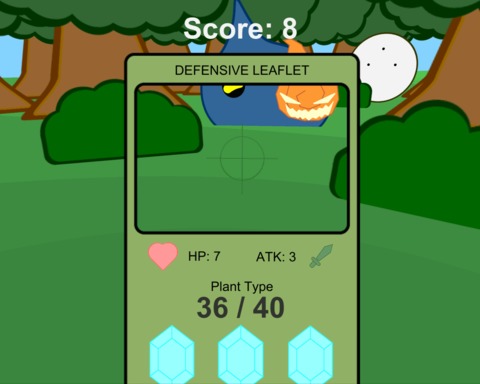 Score: 8
DEFENSIVE LEAFLET
HP: 7 ATK: 3
Plant Type
36 / 40